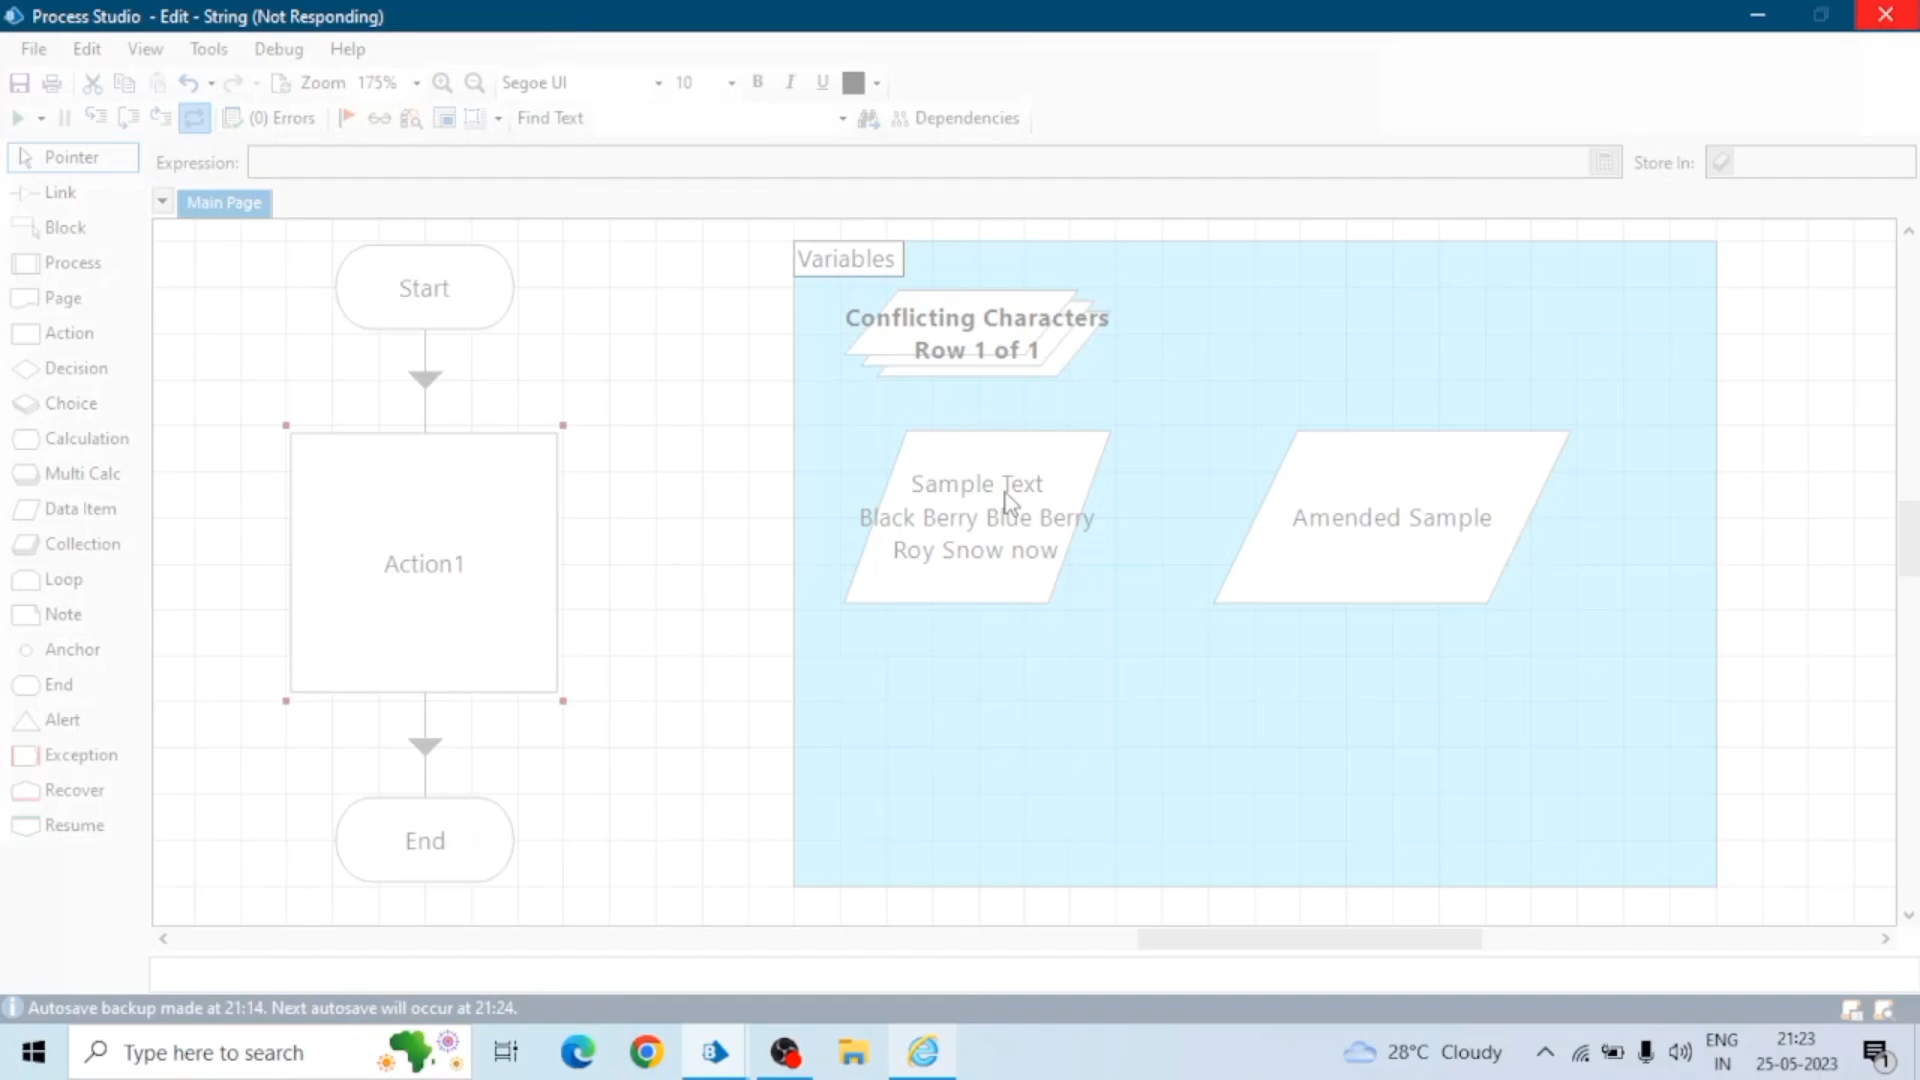 Process Studio - Edit - String (Not Responding)
File Edit View Tools Debug Help
Zoom 175% Segoe UI 10 B I U
(0) Errors Find Text Dependencies
Pointer
Expression: Store In:
Link
Main Page
Block
Process
Page
Action
Decision
Choice
Calculation
Multi Calc
Data Item
Collection
Loop
Note
Anchor
End
Alert
Exception
Recover
Resume
Start
Action1
End
Variables
Conflicting Characters
Row 1 of 1
Sample Text
Black Berry Blue Berry
Roy Snow now
Amended Sample
Autosave backup made at 21:14. Next autosave will occur at 21:24.
Type here to search
28°C Cloudy
ENG
IN
21:23
25-05-2023
1